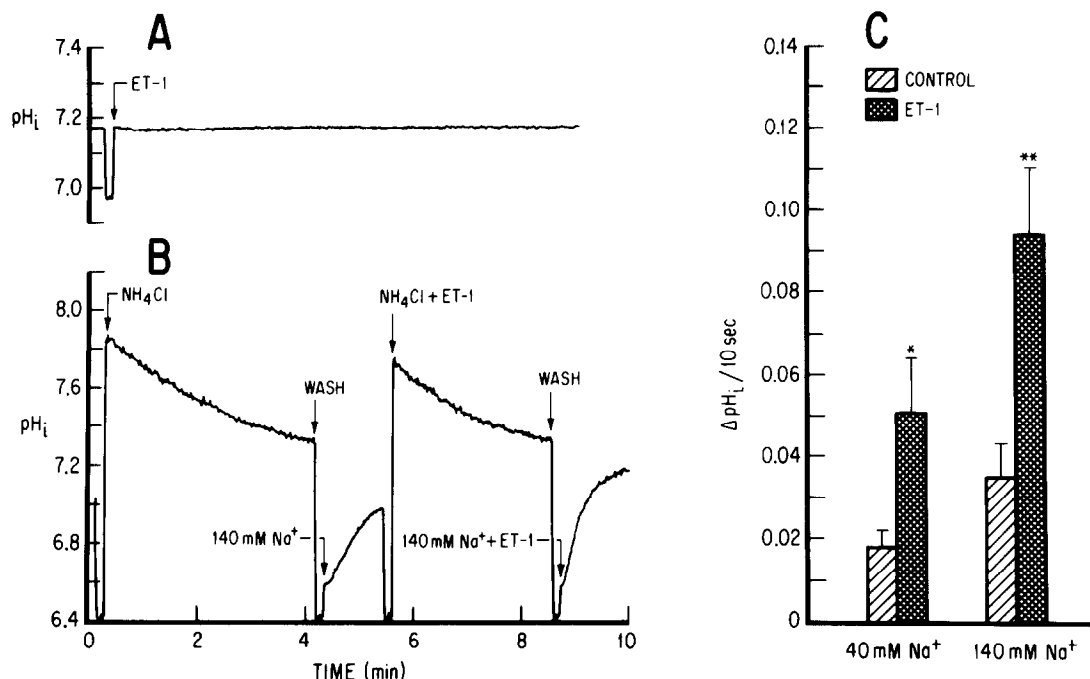 A
7.4
ET-1
pHi
7.2
7.0
B
8.0
NH4Cl
NH4Cl + ET-1
7.6
WASH
WASH
pHi
7.2
6.8
140 mM Na+
140 mM Na+ + ET-1
6.4
0 2 4 6 8 10
TIME (min)
C
0.14
CONTROL
ET-1
0.12
**
0.10
ΔpHi / 10 sec
0.08
0.06
*
0.04
0.02
0
40 mM Na+ 140 mM Na+